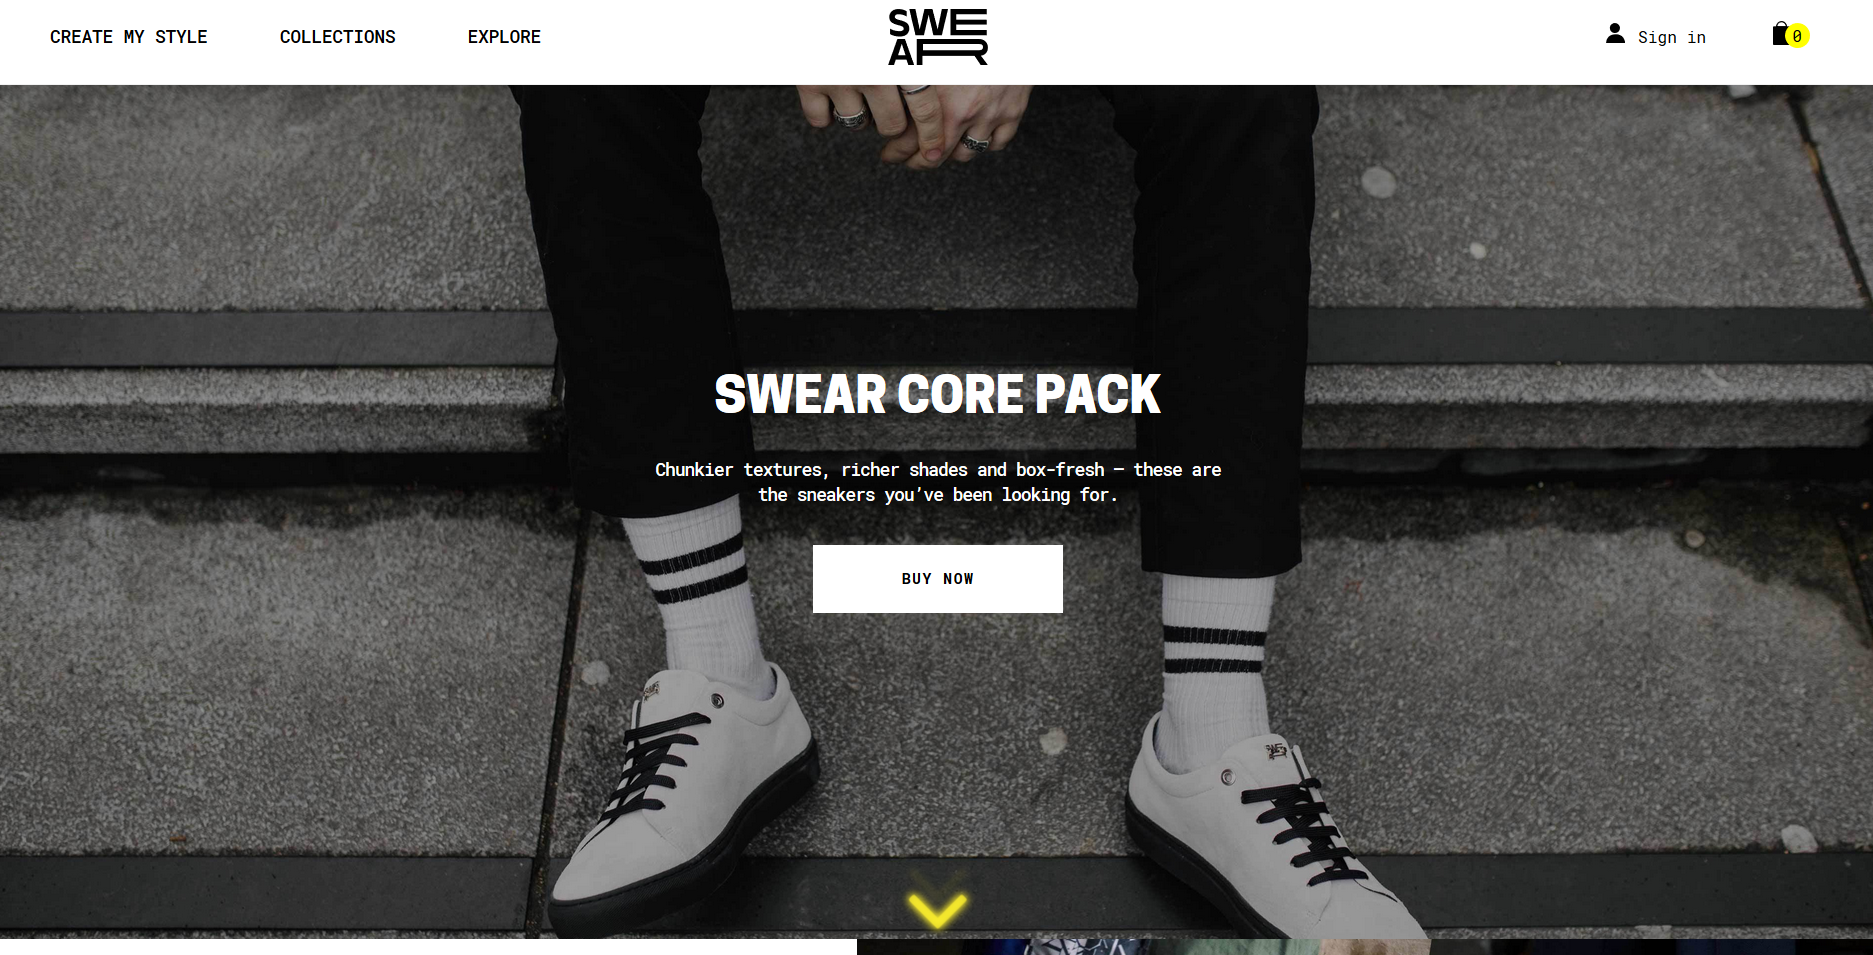 CREATE MY STYLE
COLLECTIONS
EXPLORE
SWE
AR
Sign in
0
SWEAR CORE PACK
Chunkier textures, richer shades and box-fresh – these are
the sneakers you’ve been looking for.
BUY NOW